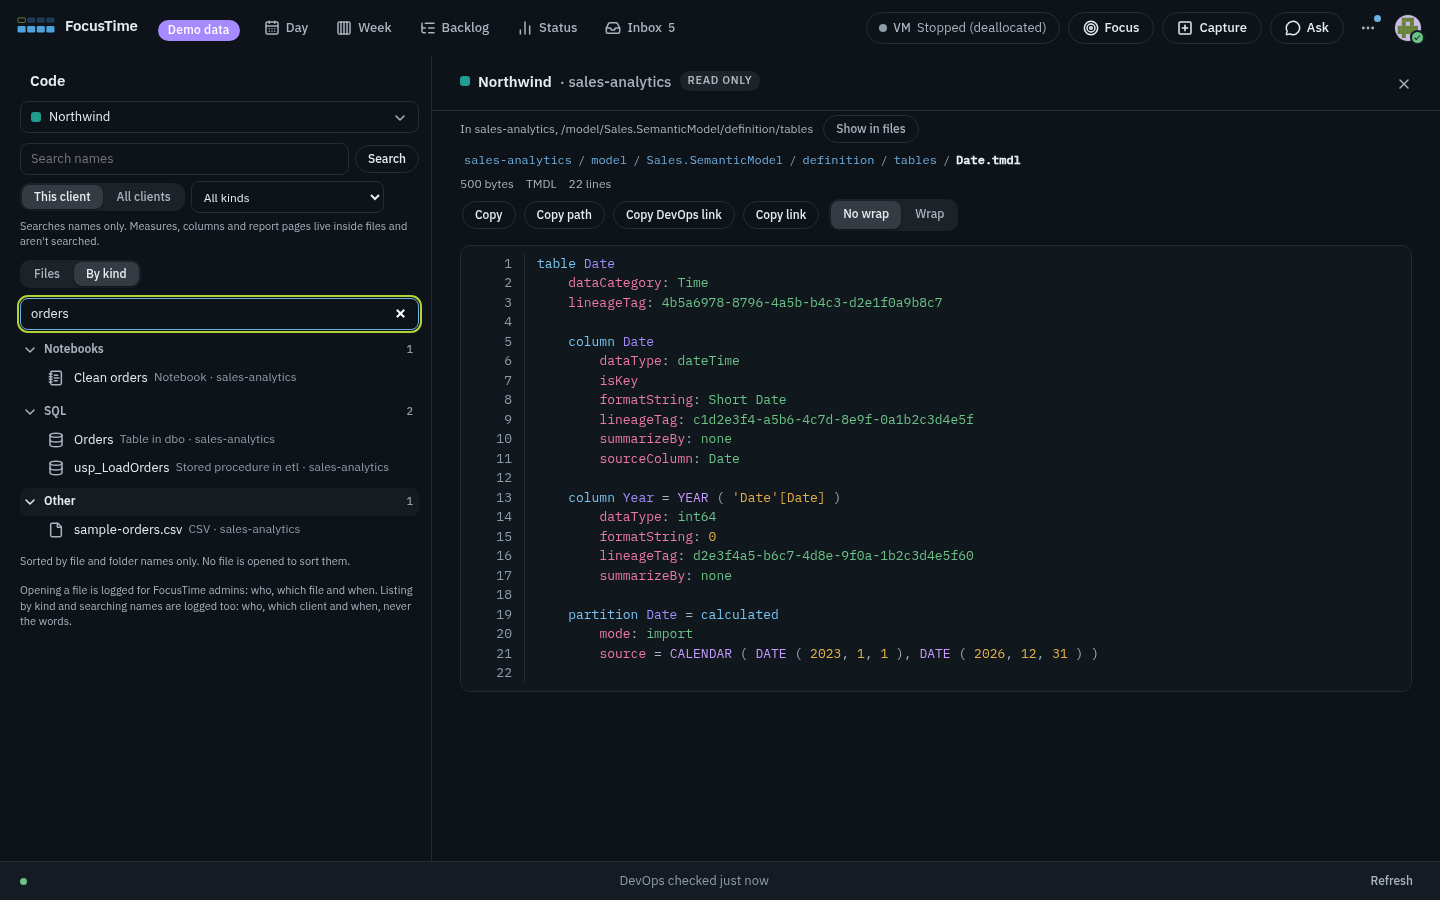 FocusTime
Demo data
Day
Week
Backlog
Status
Inbox 5
VM Stopped (deallocated)
Focus
Capture
Ask
Code
Northwind
Search names
Search
This client
All clients
All kinds
Searches names only. Measures, columns and report pages live inside files and
aren't searched.
Files
By kind
orders
Notebooks 1
Clean orders Notebook · sales-analytics
SQL 2
Orders Table in dbo · sales-analytics
usp_LoadOrders Stored procedure in etl · sales-analytics
Other 1
sample-orders.csv CSV · sales-analytics
Sorted by file and folder names only. No file is opened to sort them.
Opening a file is logged for FocusTime admins: who, which file and when. Listing
by kind and searching names are logged too: who, which client and when, never
the words.
Northwind · sales-analytics READ ONLY
In sales-analytics, /model/Sales.SemanticModel/definition/tables Show in files
sales-analytics / model / Sales.SemanticModel / definition / tables / Date.tmdl
500 bytes TMDL 22 lines
Copy
Copy path
Copy DevOps link
Copy link
No wrap
Wrap
1 table Date
2 dataCategory: Time
3 lineageTag: 4b5a6978-8796-4a5b-b4c3-d2e1f0a9b8c7
4
5 column Date
6 dataType: dateTime
7 isKey
8 formatString: Short Date
9 lineageTag: c1d2e3f4-a5b6-4c7d-8e9f-0a1b2c3d4e5f
10 summarizeBy: none
11 sourceColumn: Date
12
13 column Year = YEAR ( 'Date'[Date] )
14 dataType: int64
15 formatString: 0
16 lineageTag: d2e3f4a5-b6c7-4d8e-9f0a-1b2c3d4e5f60
17 summarizeBy: none
18
19 partition Date = calculated
20 mode: import
21 source = CALENDAR ( DATE ( 2023, 1, 1 ), DATE ( 2026, 12, 31 ) )
22
DevOps checked just now
Refresh